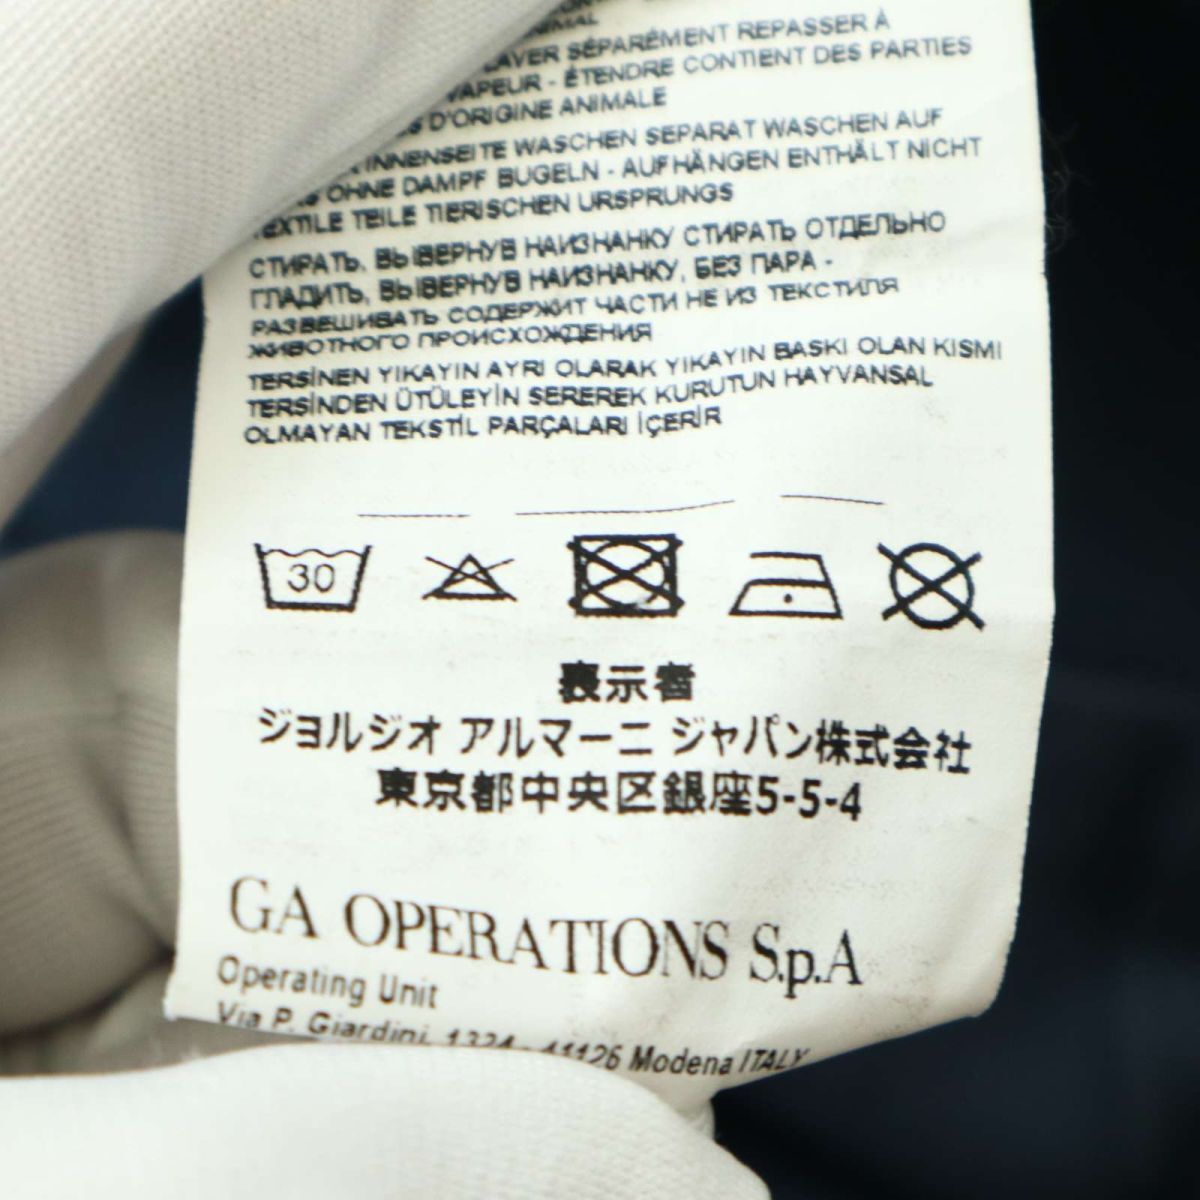 LAVER SÉPARÉMENT REPASSER À
VAPEUR - ÉTENDRE CONTIENT DES PARTIES
D'ORIGINE ANIMALE
INNENSEITE WASCHEN SEPARAT WASCHEN AUF
OHNE DAMPF BUGELN - AUFHÄNGEN ENTHÄLT NICHT
TEXTILE TEILE TIERISCHEN URSPRUNGS
СТИРАТЬ, ВЫВЕРНУВ НАИЗНАНКУ СТИРАТЬ ОТДЕЛЬНО
ГЛАДИТЬ, ВЫВЕРНУВ НАИЗНАНКУ, БЕЗ ПАРА -
РАЗВЕШИВАТЬ СОДЕРЖИТ ЧАСТИ НЕ ИЗ ТЕКСТИЛЯ
ЖИВОТНОГО ПРОИСХОЖДЕНИЯ
TERSİNEN YIKAYIN AYRI OLARAK YIKAYIN BASKI OLAN KISMI
TERSİNDEN ÜTÜLEYİN SEREREK KURUTUN HAYVANSAL
OLMAYAN TEKSTİL PARÇALARI İÇERİR
30
表示者
ジョルジオ アルマーニ ジャパン株式会社
東京都中央区銀座5-5-4
GA OPERATIONS S.p.A
Operating Unit
Via P. Giardini, 1324 - 41126 Modena ITALY